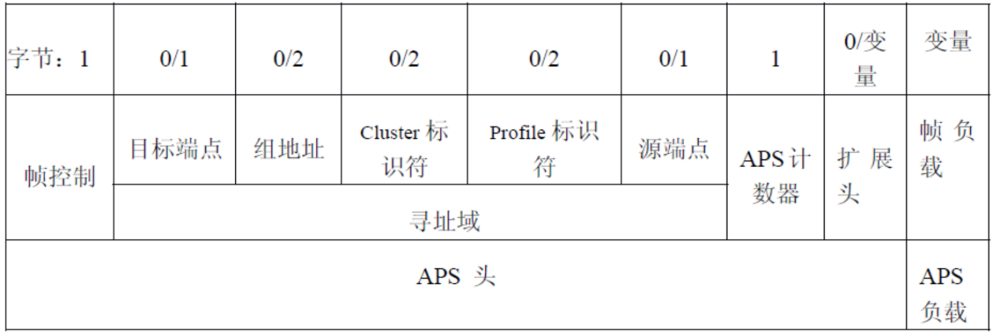 字节：1 0/1 0/2 0/2 0/2 0/1 1 0/变
量 变量
帧控制 目标端点 组地址 Cluster 标
识符 Profile 标识
符 源端点 APS 计
数器 扩 展
头 帧 负
载
寻址域
APS 头 APS
负载